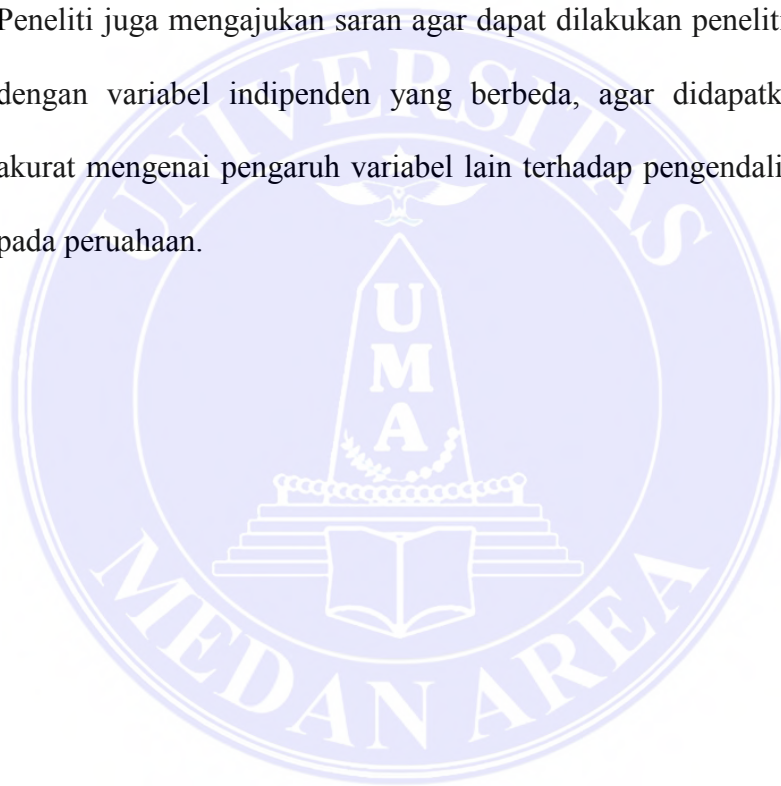 Peneliti juga mengajukan saran agar dapat dilakukan peneliti
dengan variabel indipenden yang berbeda, agar didapatk
akurat mengenai pengaruh variabel lain terhadap pengendali
pada peruahaan.
UNIVERSITAS
U
M
A
MEDAN AREA